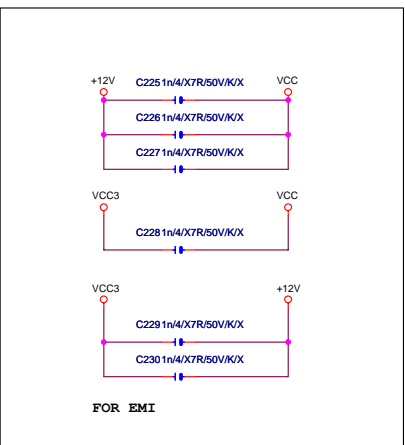 +12V C2251n/4/X7R/50V/K/X VCC
C2261n/4/X7R/50V/K/X
C2271n/4/X7R/50V/K/X
VCC3 VCC
C2281n/4/X7R/50V/K/X
VCC3 +12V
C2291n/4/X7R/50V/K/X
C2301n/4/X7R/50V/K/X
FOR EMI